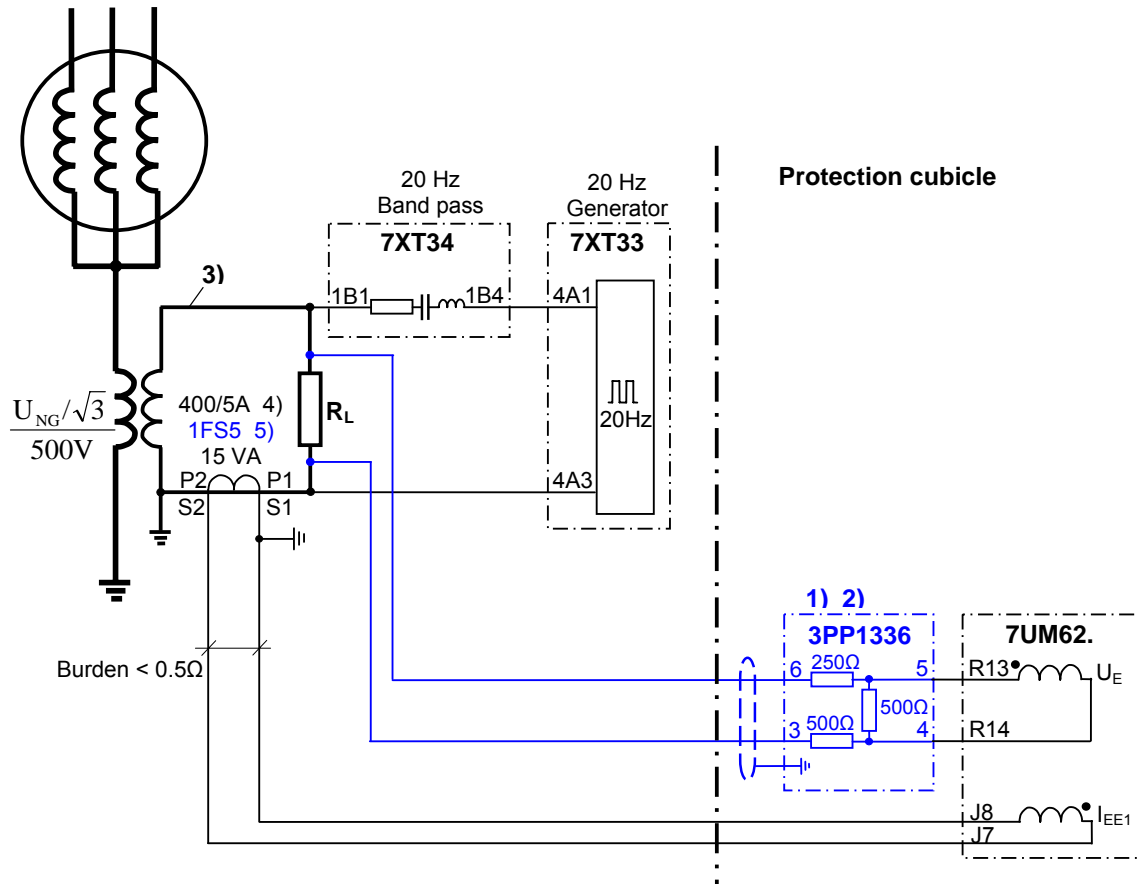 Protection cubicle
20 Hz
Band pass
7XT34
20 Hz
Generator
7XT33
3)
1B1
1B4
4A1
20Hz
4A3
U_NG/√3
500V
400/5A 4)
1FS5 5)
15 VA
R_L
P2
P1
S2
S1
Burden < 0.5Ω
1) 2)
3PP1336
6
250Ω
5
500Ω
3
500Ω
4
7UM62.
R13
U_E
R14
J8
I_EE1
J7